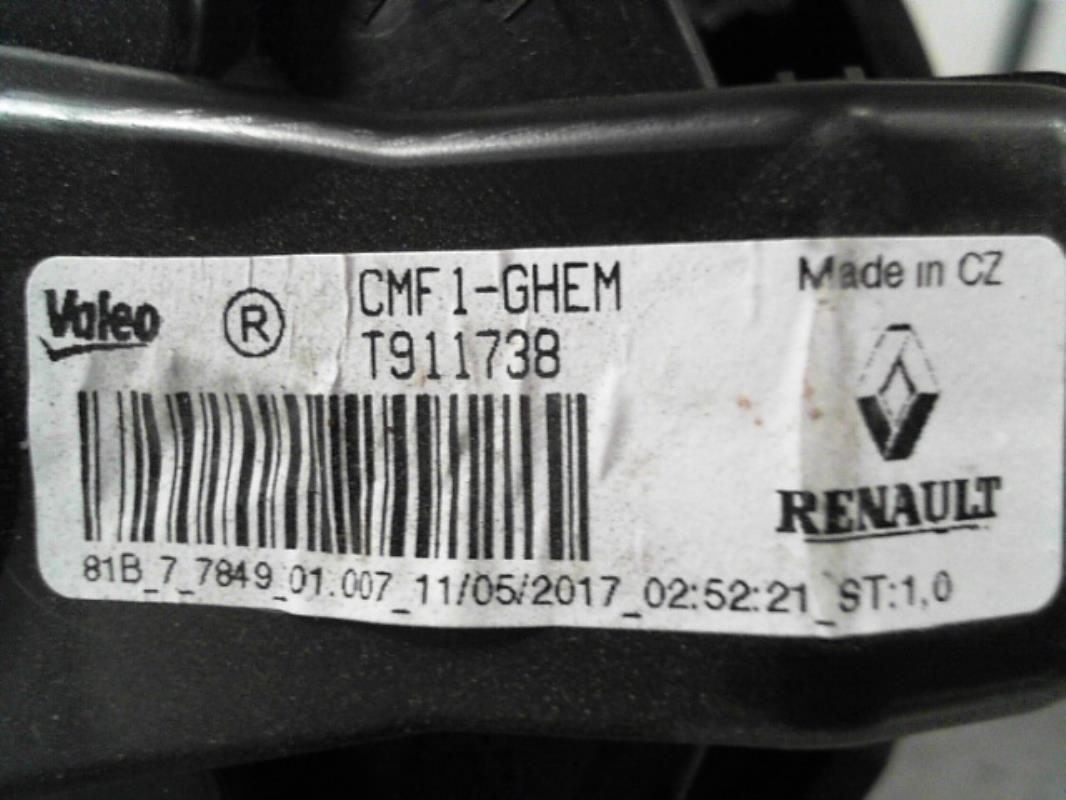 Valeo
®
CMF1-GHEM
T911738
Made in CZ
RENAULT
81B_7_7849_01.007_11/05/2017_02:52:21_ST:1,0